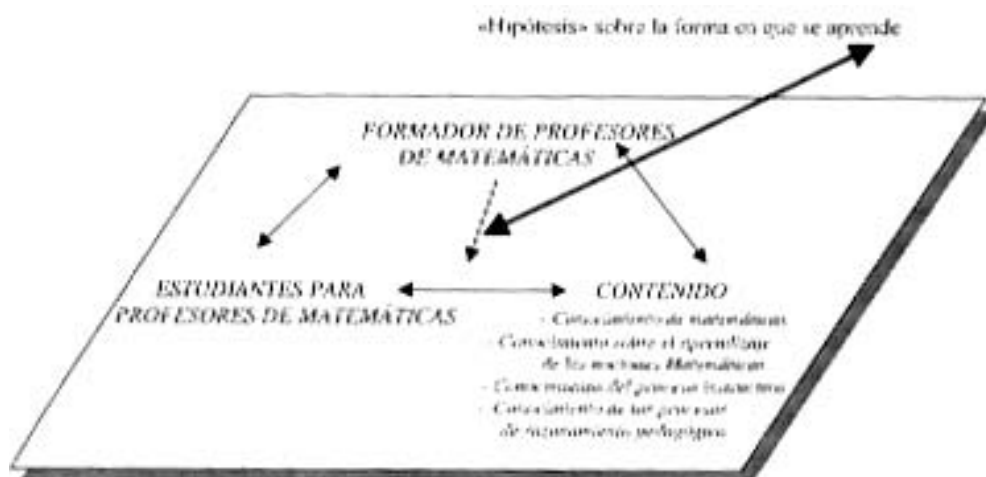 «Hipótesis» sobre la forma en que se aprende
FORMADOR DE PROFESORES
DE MATEMÁTICAS
ESTUDIANTES PARA
PROFESORES DE MATEMÁTICAS
CONTENIDO
- Conocimiento de matemáticas
- Conocimiento sobre el aprendizaje
de las nociones Matemáticas
- Conocimiento del proceso instructivo
- Conocimiento de los procesos
de razonamiento pedagógico